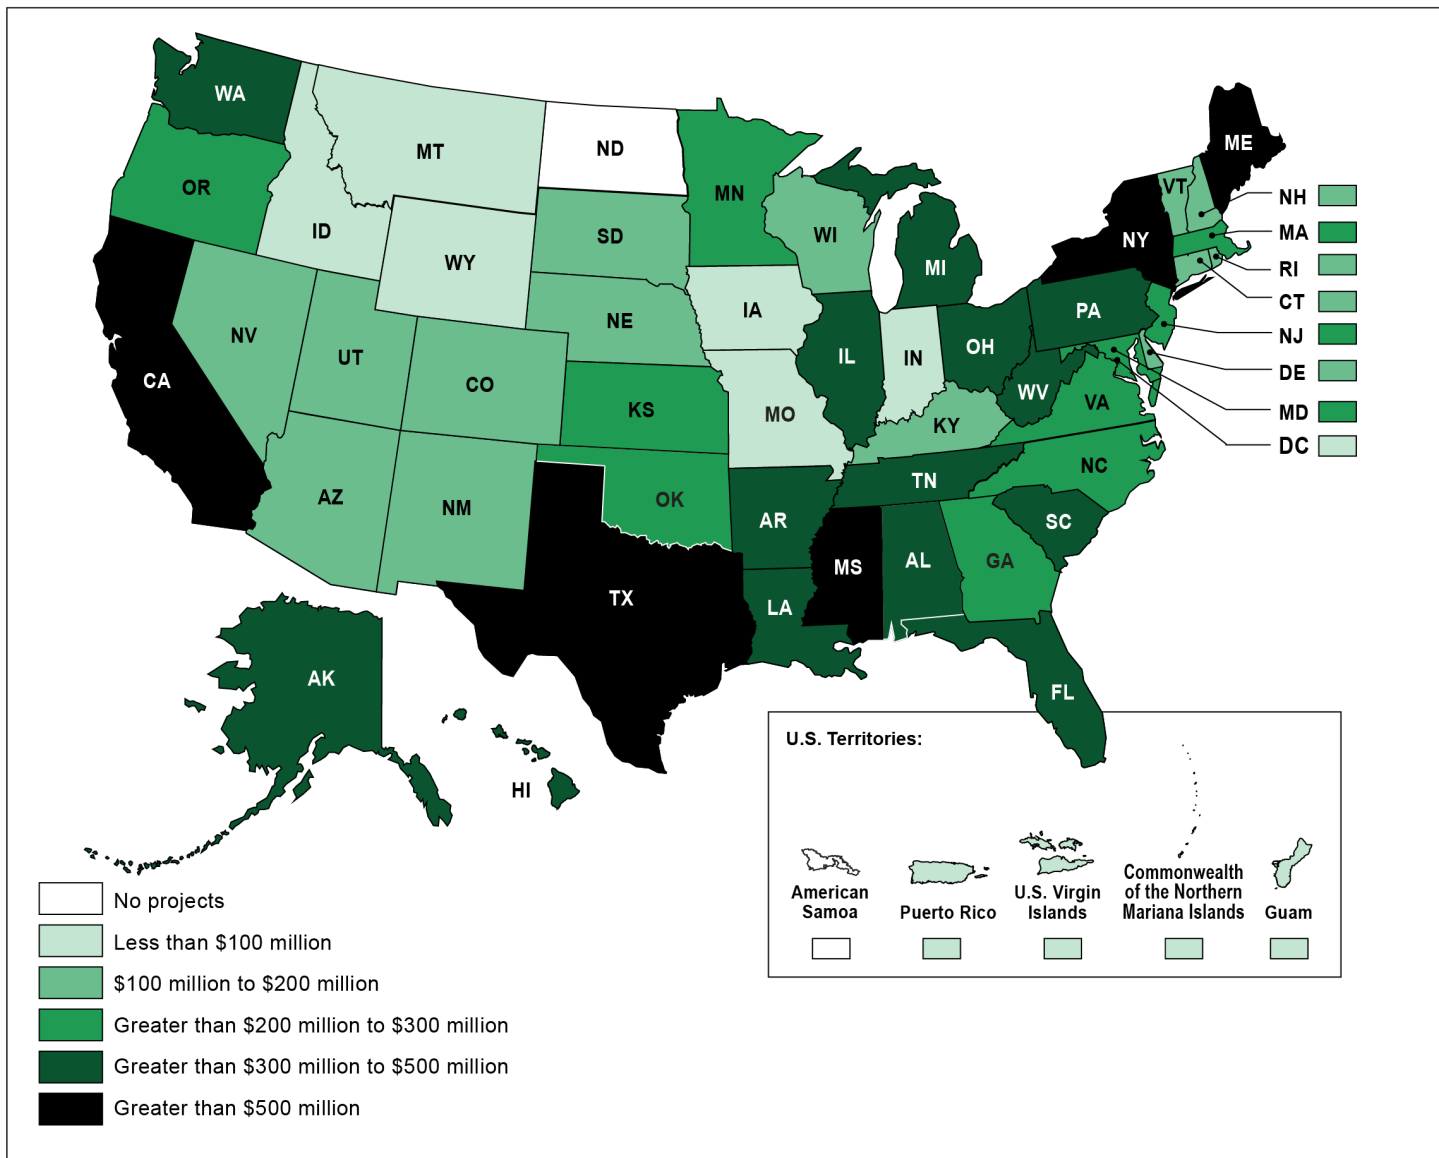 WA
ME
MT
ND
VT
OR
MN
NH
ID
SD
WI
NY
MA
WY
MI
RI
CT
IA
PA
NE
NJ
NV
UT
IL
IN
OH
DE
CO
CA
WV
VA
MD
KS
MO
KY
DC
AZ
NM
OK
TN
NC
AR
SC
MS
AL
GA
TX
LA
AK
FL
HI
U.S. Territories:
American
Samoa
Puerto Rico
U.S. Virgin
Islands
Commonwealth
of the Northern
Mariana Islands
Guam
No projects
Less than $100 million
$100 million to $200 million
Greater than $200 million to $300 million
Greater than $300 million to $500 million
Greater than $500 million